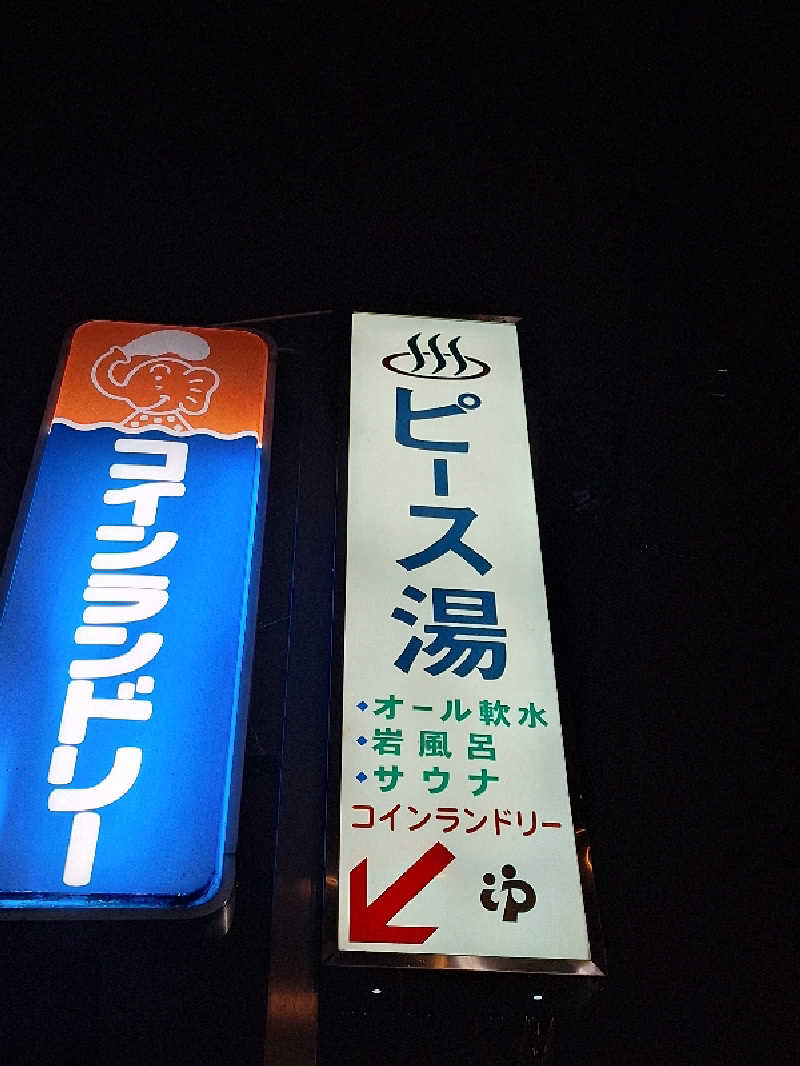 コインランドリー
ピース湯
オール軟水
岩風呂
サウナ
コインランドリー